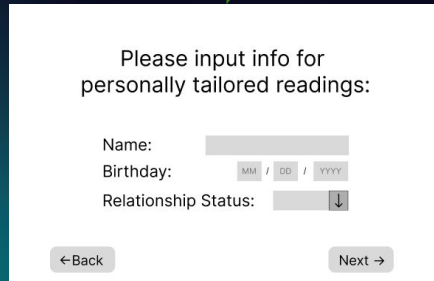 Please input info for
personally tailored readings:
Name:
Birthday: MM / DD / YYYY
Relationship Status: ↓
←Back Next →